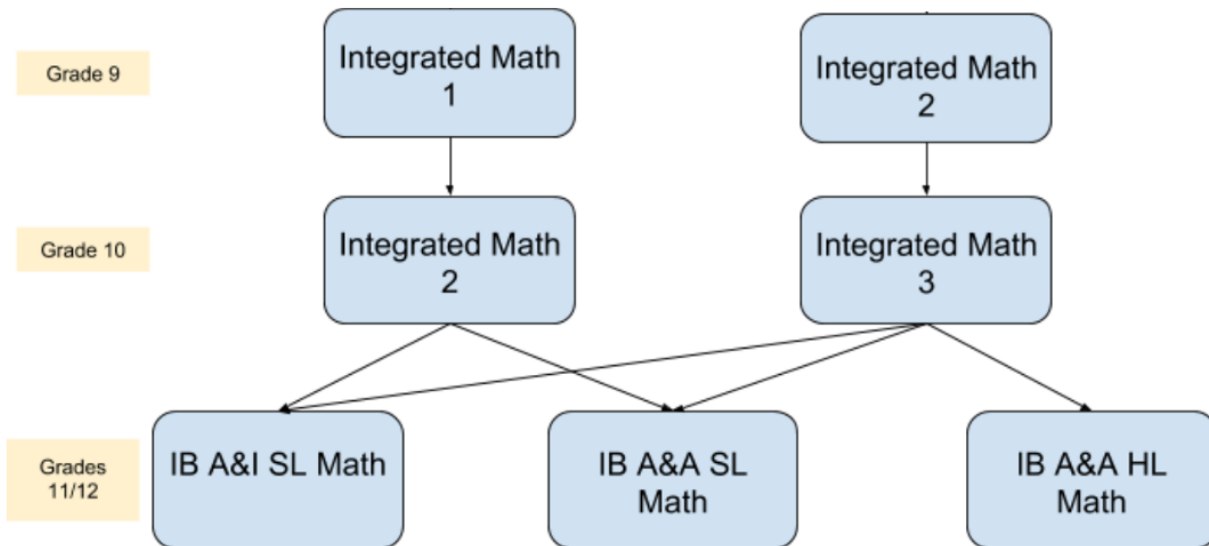 Grade 9
Integrated Math
1
Integrated Math
2
Grade 10
Integrated Math
2
Integrated Math
3
Grades
11/12
IB A&I SL Math
IB A&A SL
Math
IB A&A HL
Math